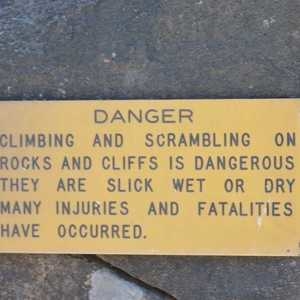 DANGER
CLIMBING AND SCRAMBLING ON
ROCKS AND CLIFFS IS DANGEROUS
THEY ARE SLICK WET OR DRY
MANY INJURIES AND FATALITIES
HAVE OCCURRED.